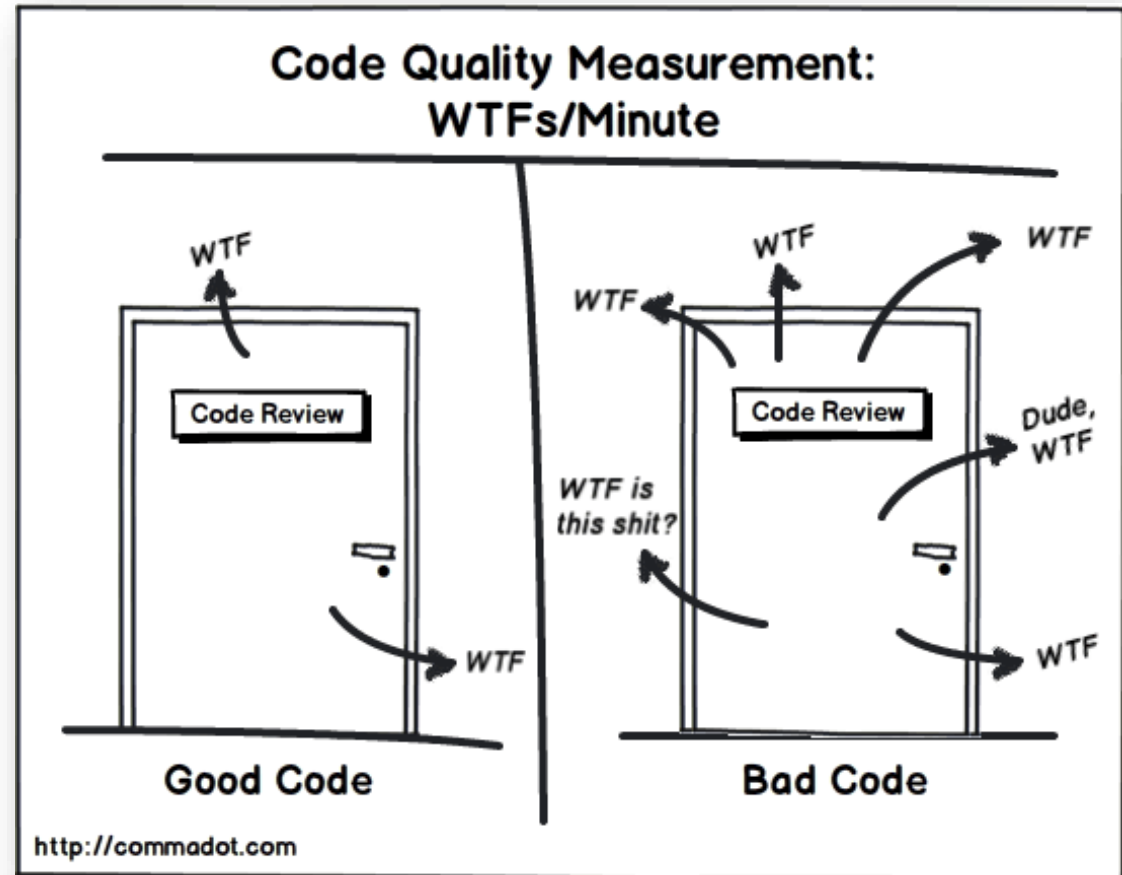 Code Quality Measurement:
WTFs/Minute
WTF
Code Review
WTF
Good Code
WTF
WTF
WTF
Code Review
Dude,
WTF
WTF is
this shit?
WTF
Bad Code
http://commadot.com